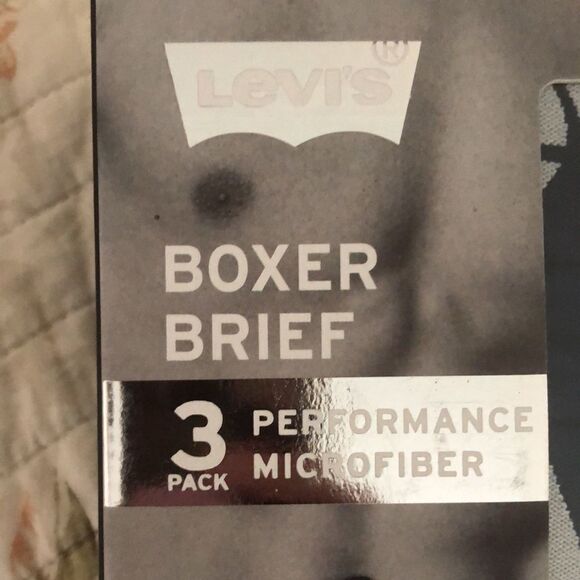 LEVI'S®
BOXER
BRIEF
3 PERFORMANCE
PACK MICROFIBER